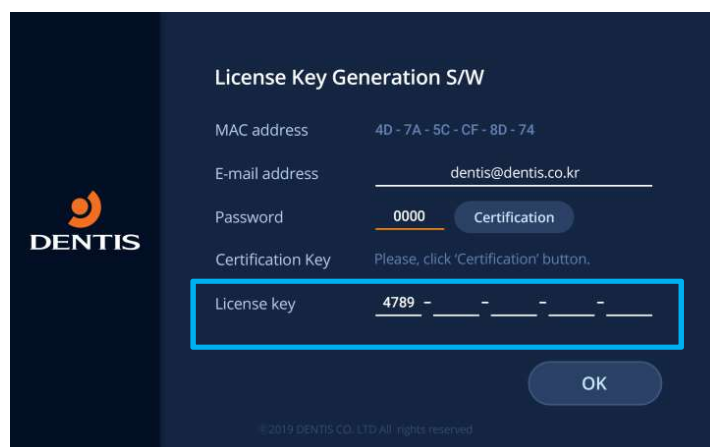 License Key Generation S/W
MAC address 4D - 7A - 5C - CF - 8D - 74
E-mail address dentis@dentis.co.kr
Password 0000 Certification
DENTIS
Certification Key Please, click 'Certification' button.
License key 4789 - - - -
OK
©2019 DENTIS CO. LTD All rights reserved